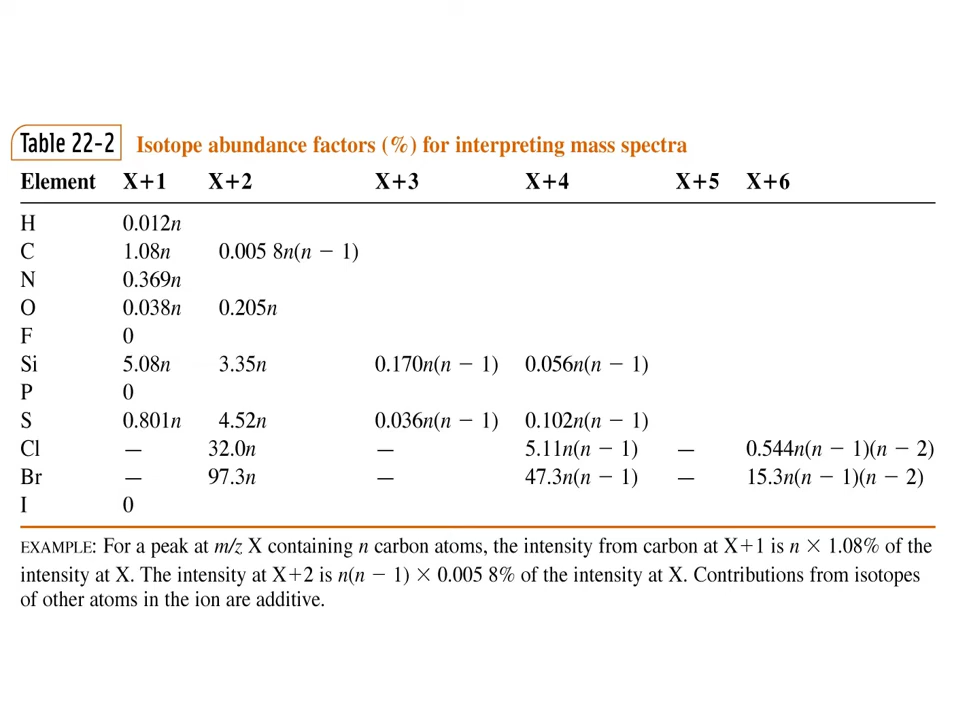 Table 22-2 Isotope abundance factors (%) for interpreting mass spectra
Element X+1 X+2 X+3 X+4 X+5 X+6
H 0.012n
C 1.08n 0.005 8n(n − 1)
N 0.369n
O 0.038n 0.205n
F 0
Si 5.08n 3.35n 0.170n(n − 1) 0.056n(n − 1)
P 0
S 0.801n 4.52n 0.036n(n − 1) 0.102n(n − 1)
Cl — 32.0n — 5.11n(n − 1) — 0.544n(n − 1)(n − 2)
Br — 97.3n — 47.3n(n − 1) — 15.3n(n − 1)(n − 2)
I 0
EXAMPLE: For a peak at m/z X containing n carbon atoms, the intensity from carbon at X+1 is n × 1.08% of the
intensity at X. The intensity at X+2 is n(n − 1) × 0.005 8% of the intensity at X. Contributions from isotopes
of other atoms in the ion are additive.